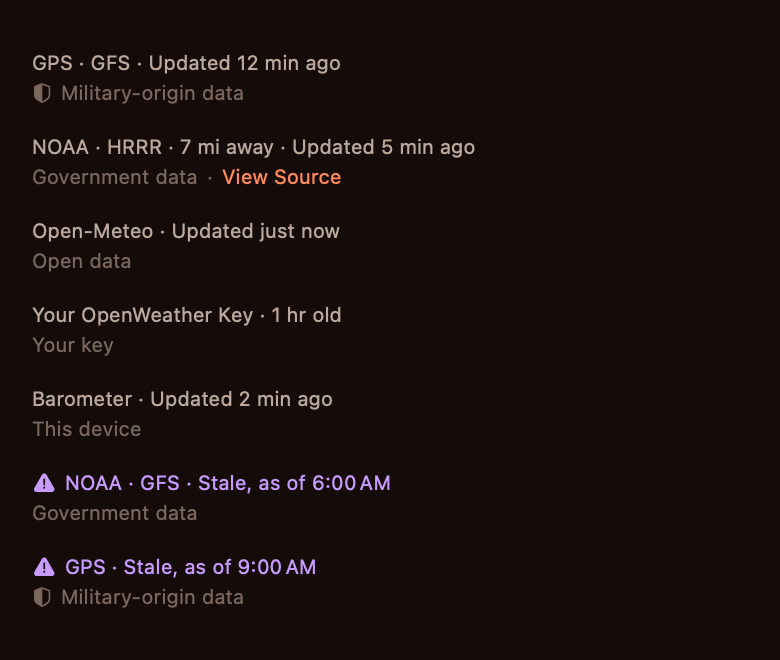 GPS · GFS · Updated 12 min ago
Military-origin data
NOAA · HRRR · 7 mi away · Updated 5 min ago
Government data · View Source
Open-Meteo · Updated just now
Open data
Your OpenWeather Key · 1 hr old
Your key
Barometer · Updated 2 min ago
This device
NOAA · GFS · Stale, as of 6:00 AM
Government data
GPS · Stale, as of 9:00 AM
Military-origin data